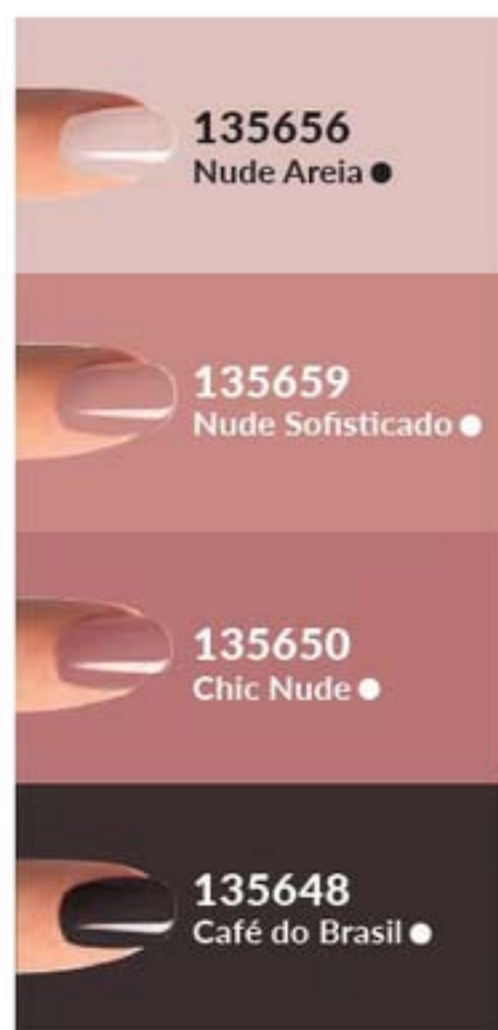 135656
Nude Areia ●
135659
Nude Sofisticado ●
135650
Chic Nude ●
135648
Café do Brasil ●